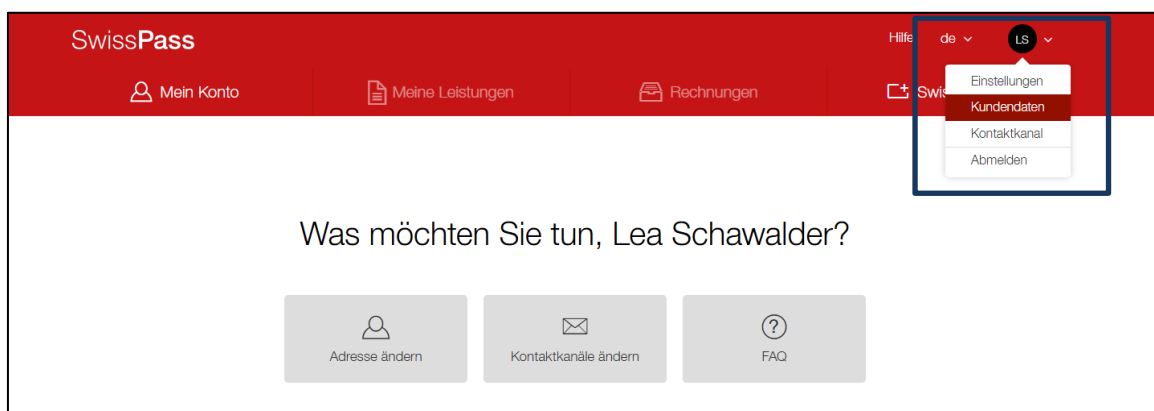 SwissPass
Hilfe de LS
Mein Konto Meine Leistungen Rechnungen
Einstellungen
Kundendaten
Kontaktkanal
Abmelden
Was möchten Sie tun, Lea Schawalder?
Adresse ändern Kontaktkanäle ändern FAQ